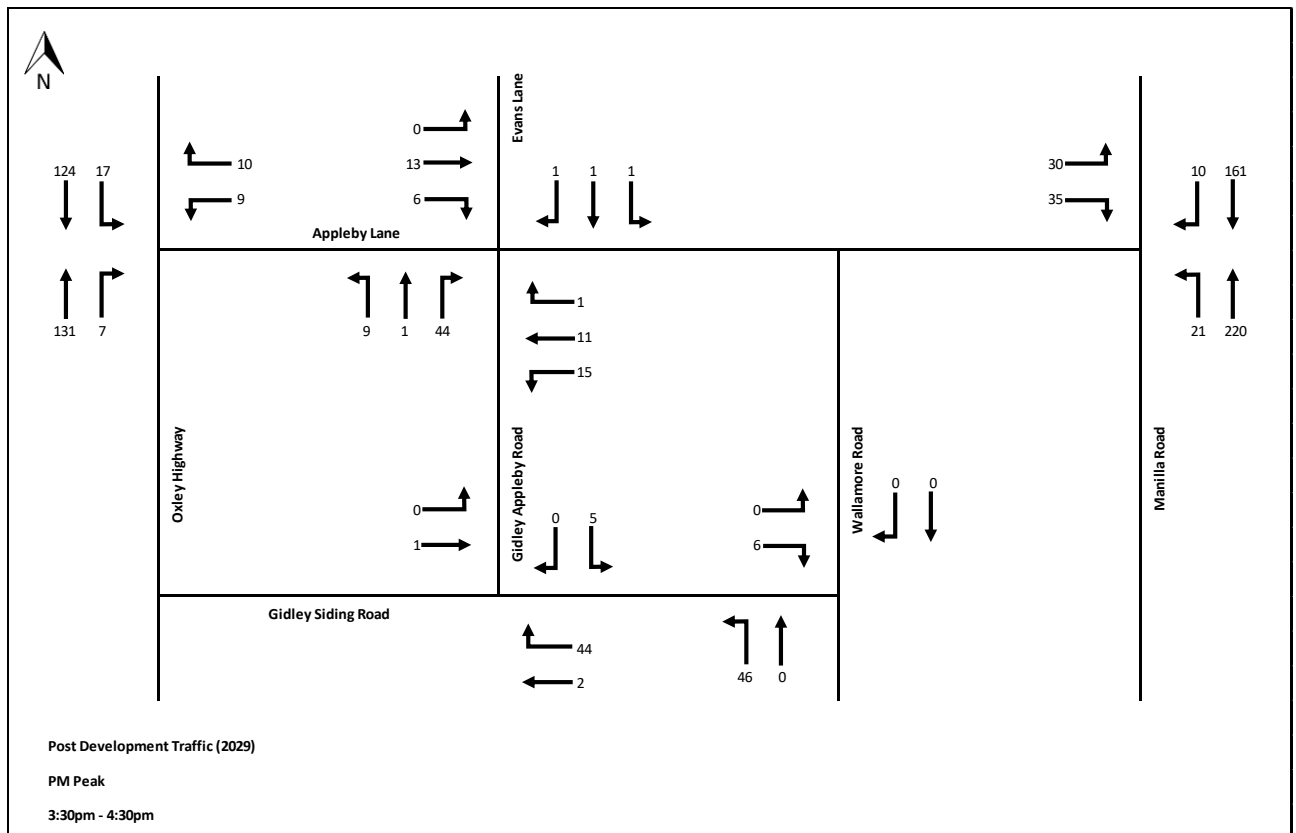 N
Evans Lane
0
124 17
10
13
30
10 161
1 1 1
9
6
35
Appleby Lane
131 7
9 1 44
1
11
15
21 220
Oxley Highway
Gidley Appleby Road
Wallamore Road
Manilla Road
0
1
0 5
0
6
0 0
Gidley Siding Road
44
2
46 0
Post Development Traffic (2029)
PM Peak
3:30pm - 4:30pm